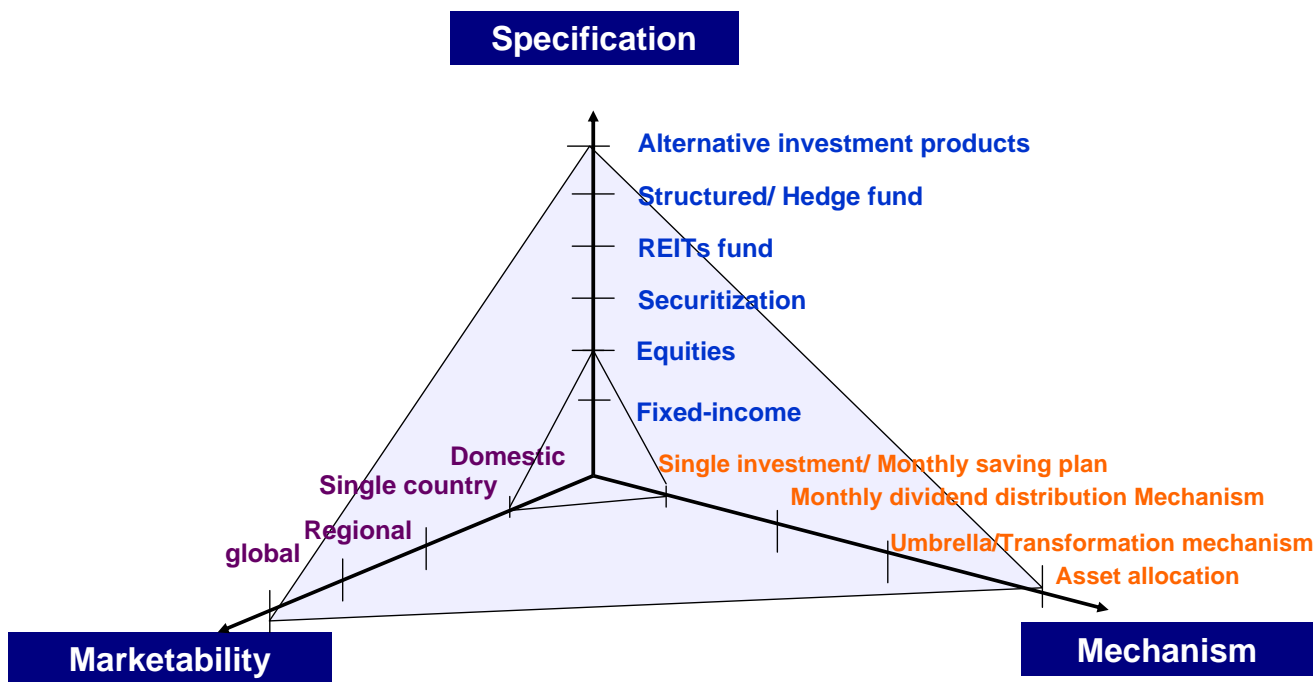 Specification
Alternative investment products
Structured/ Hedge fund
REITs fund
Securitization
Equities
Fixed-income
Domestic
Single country
Regional
global
Single investment/ Monthly saving plan
Monthly dividend distribution Mechanism
Umbrella/Transformation mechanism
Asset allocation
Marketability
Mechanism